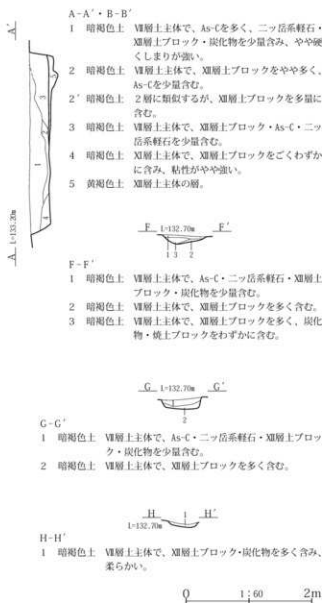 A-A′・B-B′
1 暗褐色土 Ⅶ層土主体で、As-Cを多く、二ッ岳系軽石・
Ⅻ層土ブロック・炭化物を少量含み、やや硬
くしまりが強い。
2 暗褐色土 Ⅶ層土主体で、Ⅻ層土ブロックをやや多く、
As-Cを少量含む。
2′ 暗褐色土 2層に類似するが、Ⅻ層土ブロックを多量に
含む。
3 暗褐色土 Ⅶ層土主体で、Ⅻ層土ブロック・As-C・二ッ
岳系軽石を少量含む。
4 暗褐色土 Ⅺ層土主体で、Ⅻ層土ブロックをごくわずか
に含み、粘性がやや強い。
5 黄褐色土 Ⅻ層土主体の層。
A L=133.20m A′
1
3
4
F L=132.70m F′
1 3 2
F-F′
1 暗褐色土 Ⅶ層土主体で、As-C・二ッ岳系軽石・Ⅻ層土
ブロック・炭化物を少量含む。
2 暗褐色土 Ⅶ層土主体で、Ⅻ層土ブロックを多く含む。
3 暗褐色土 Ⅶ層土主体で、Ⅻ層土ブロックを多く、炭化
物・焼土ブロックをわずかに含む。
G L=132.70m G′
1
2
G-G′
1 暗褐色土 Ⅶ層土主体で、As-C・二ッ岳系軽石・Ⅻ層土ブロッ
ク・炭化物を少量含む。
2 暗褐色土 Ⅶ層土主体で、Ⅻ層土ブロックを多く含む。
H 1 H′
L=132.70m
H-H′
1 暗褐色土 Ⅶ層土主体で、Ⅻ層土ブロック・炭化物を多く含み、
柔らかい。
0 1:60 2m